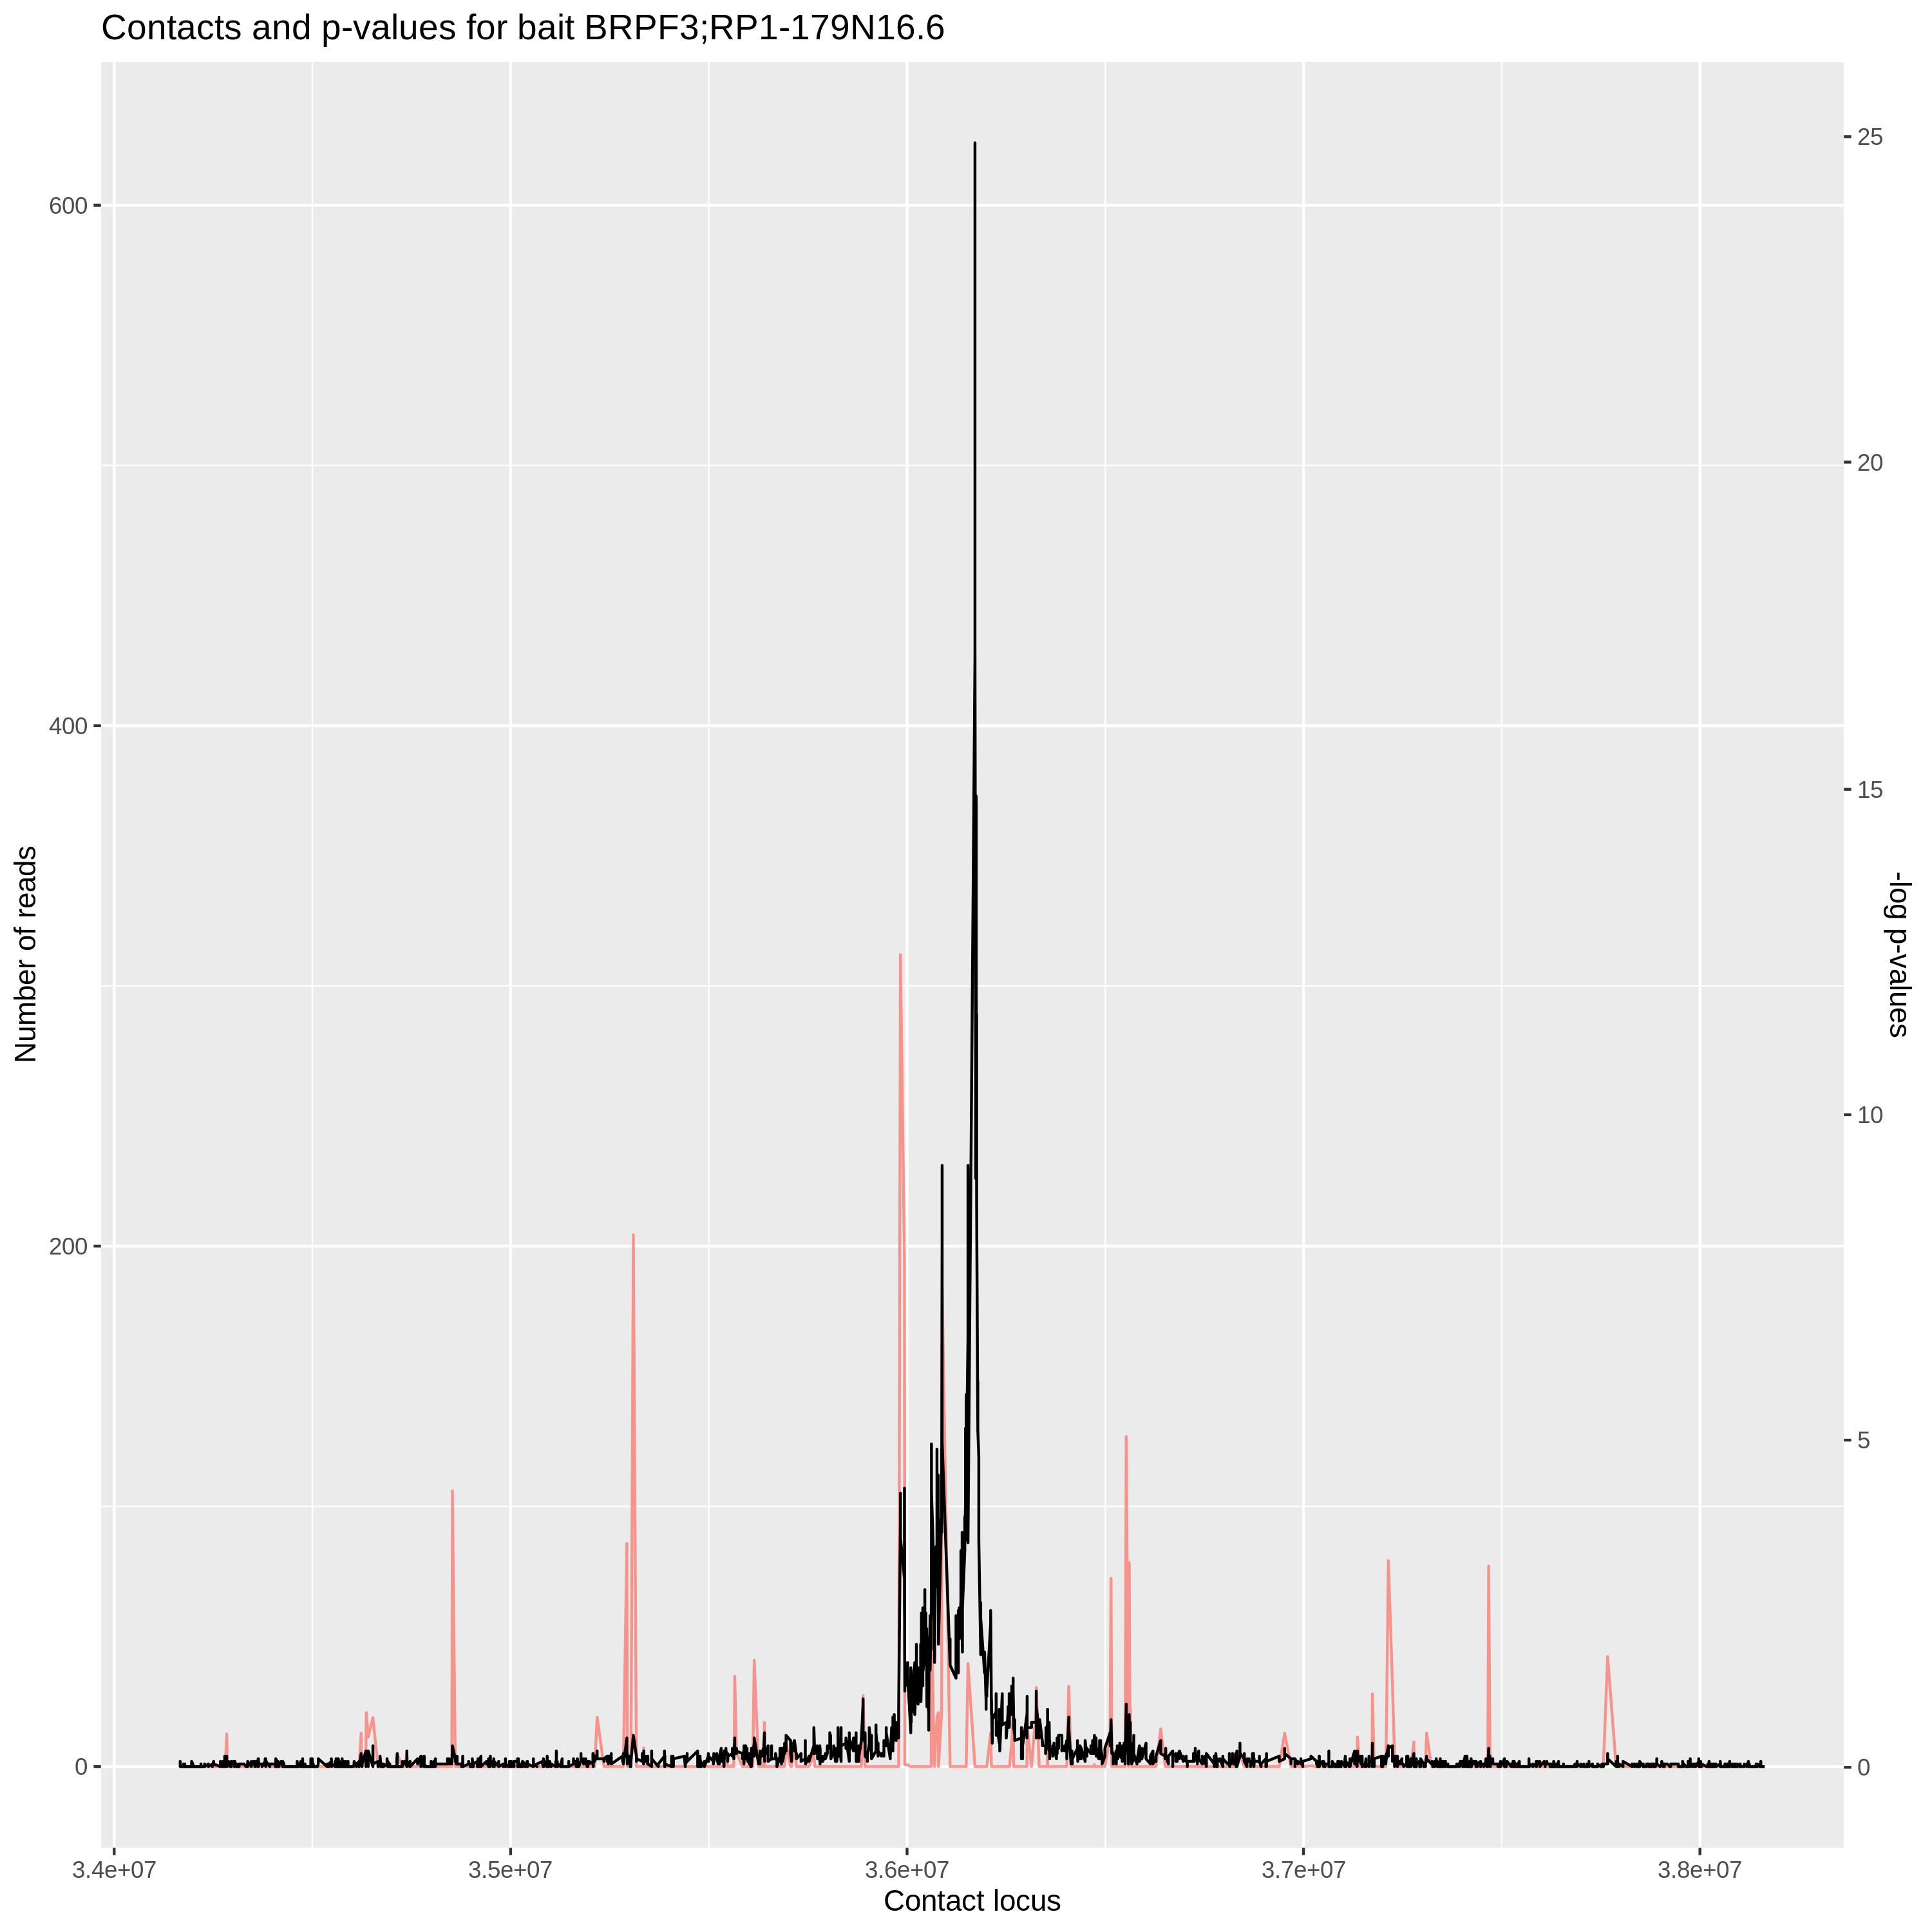 Contacts and p-values for bait BRPF3;RP1-179N16.6
600
400
200
0
Number of reads
25
20
15
10
5
0
-log p-values
3.4e+07
3.5e+07
3.6e+07
3.7e+07
3.8e+07
Contact locus